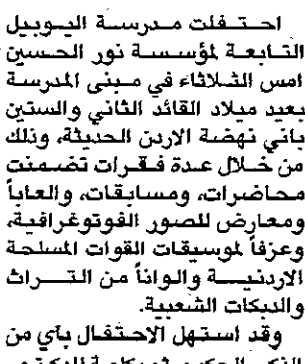 احتفلت مدرسة اليوبيل
التابعة لمؤسسة نور الحسين
امس الثلاثاء في مبنى المدرسة
بعيد ميلاد القائد الثاني والستين
باني نهضة الاردن الحديثة، وذلك
من خلال عدة فقرات تضمنت
محاضرات، ومسابقات، والعاباً
ومعارض للصور الفوتوغرافية،
وعزفاً لموسيقات القوات المسلحة
الاردنية والواناً من التراث
والدبكات الشعبية.
وقد استهل الاحتفال بآي من